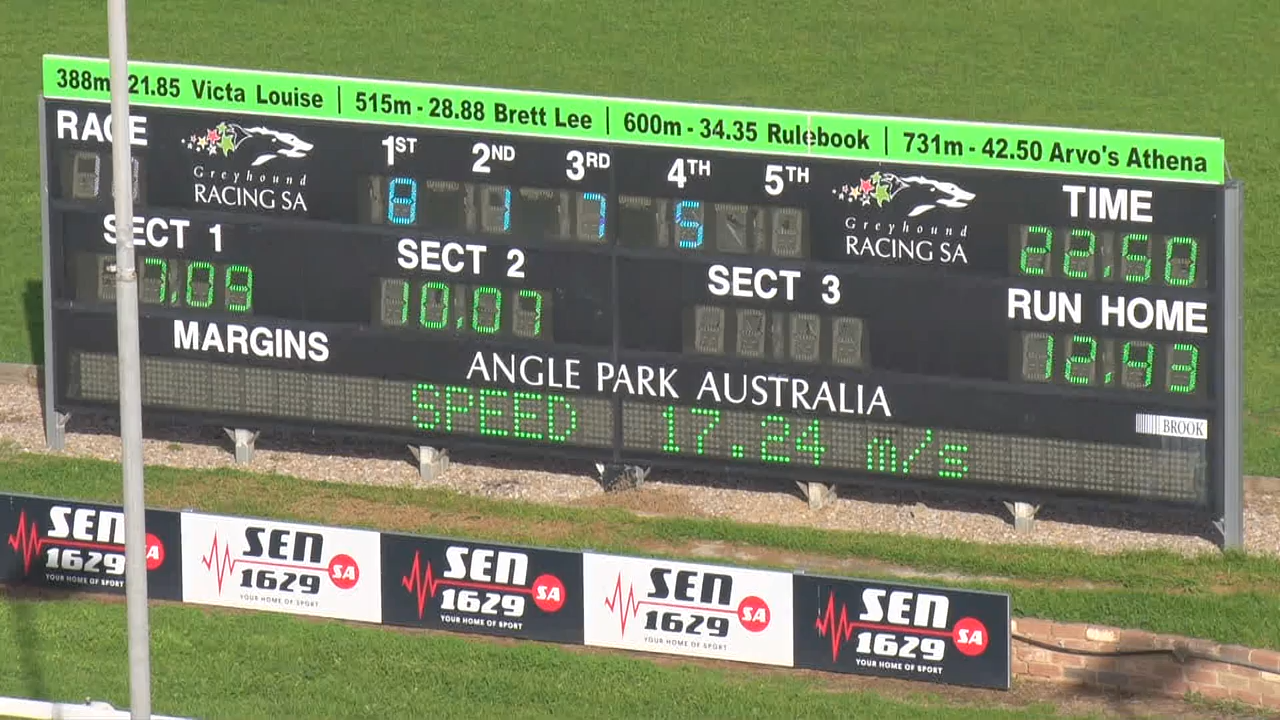 388m 21.85 Victa Louise | 515m - 28.88 Brett Lee | 600m - 34.35 Rulebook | 731m - 42.50 Arvo's Athena
RACE
Greyhound
RACING SA
1ST 2ND 3RD 4TH 5TH
8 1 7 5
Greyhound
RACING SA
TIME
22.50
SECT 1
7.09
SECT 2
10.07
SECT 3
RUN HOME
12.43
MARGINS
ANGLE PARK AUSTRALIA
SPEED 17.24 m/s
BROOK
SEN
1629
SA
YOUR HOME OF SPORT
SEN
1629
SA
YOUR HOME OF SPORT
SEN
1629
SA
YOUR HOME OF SPORT
SEN
1629
SA
YOUR HOME OF SPORT
SEN
1629
SA
YOUR HOME OF SPORT